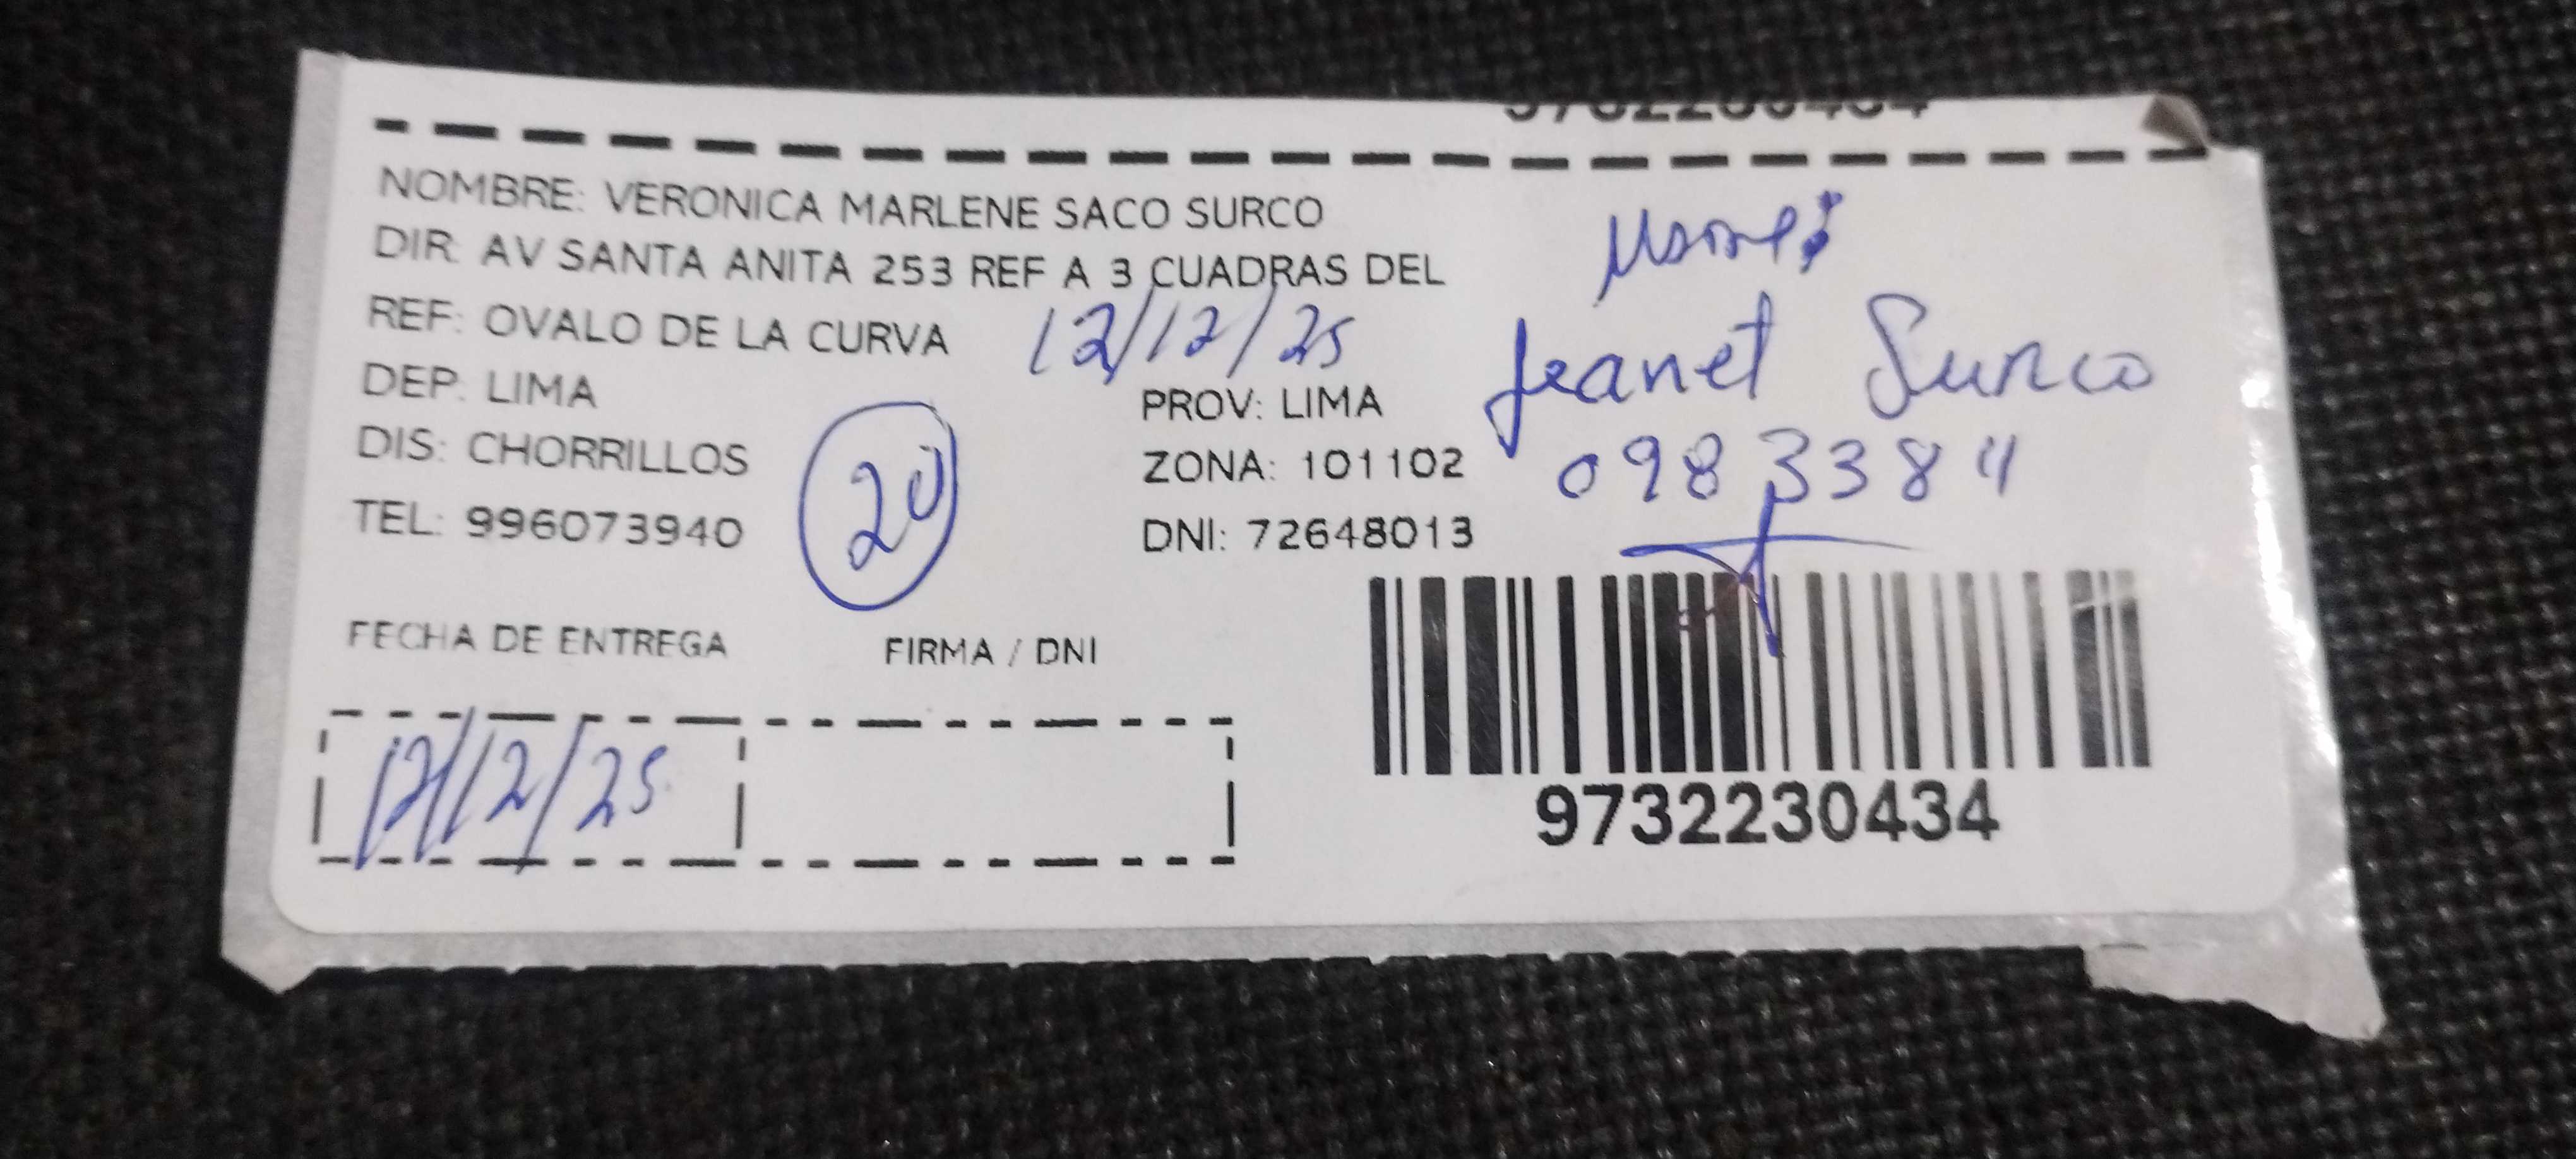 NOMBRE: VERONICA MARLENE SACO SURCO
DIR: AV SANTA ANITA 253 REF A 3 CUADRAS DEL
REF: OVALO DE LA CURVA 12/12/25
Jeanet Surco
DEP: LIMA PROV: LIMA
DIS: CHORRILLOS ZONA: 101102
TEL: 996073940 20 DNI: 72648013
FECHA DE ENTREGA FIRMA / DNI
12/12/25
9732230434